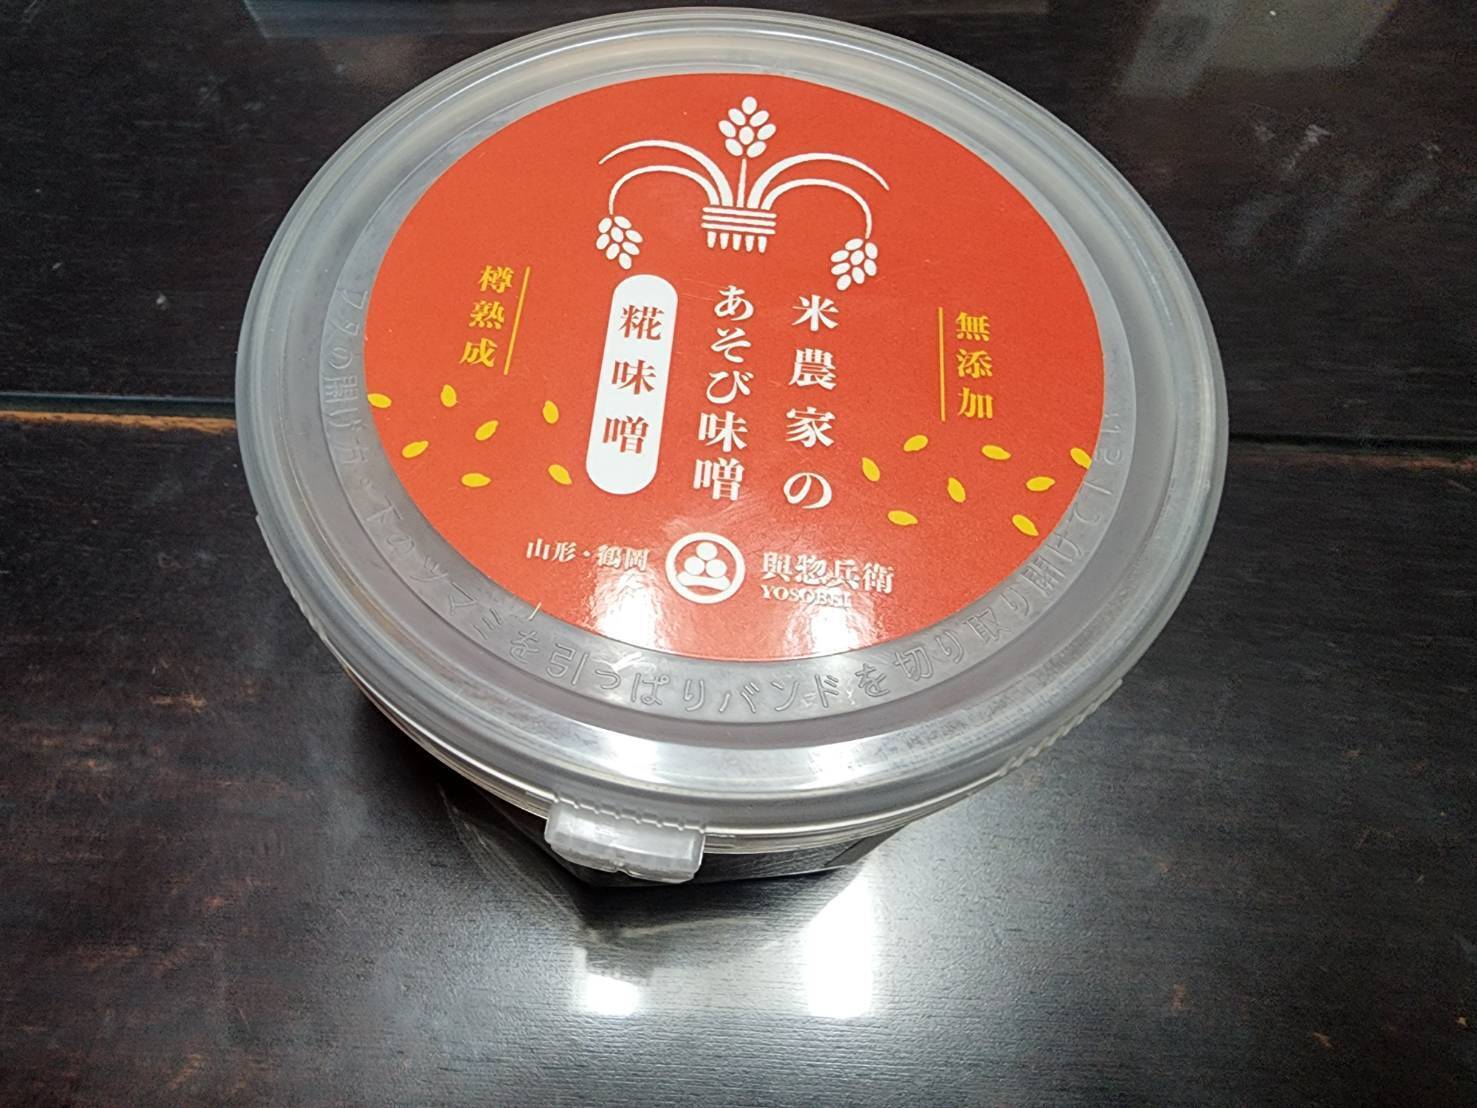 無添加
米農家の
あそび味噌
糀味噌
樽熟成
山形・鶴岡
與惣兵衛
YOSOBEI
フタの開け方・下のツマミを引っぱりバンドを切り取り開けて下さい